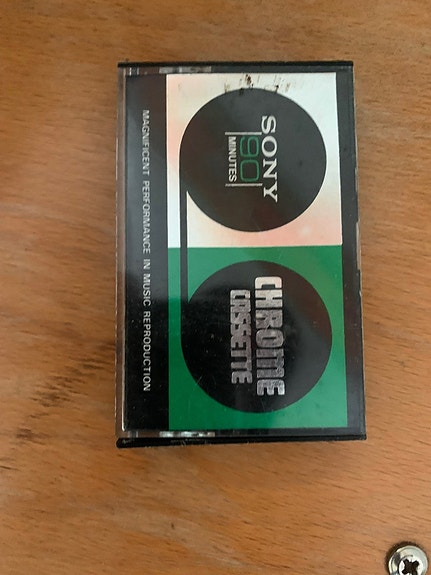 SONY
90
MINUTES
CHROME
CASSETTE
MAGNIFICENT PERFORMANCE IN MUSIC REPRODUCTION